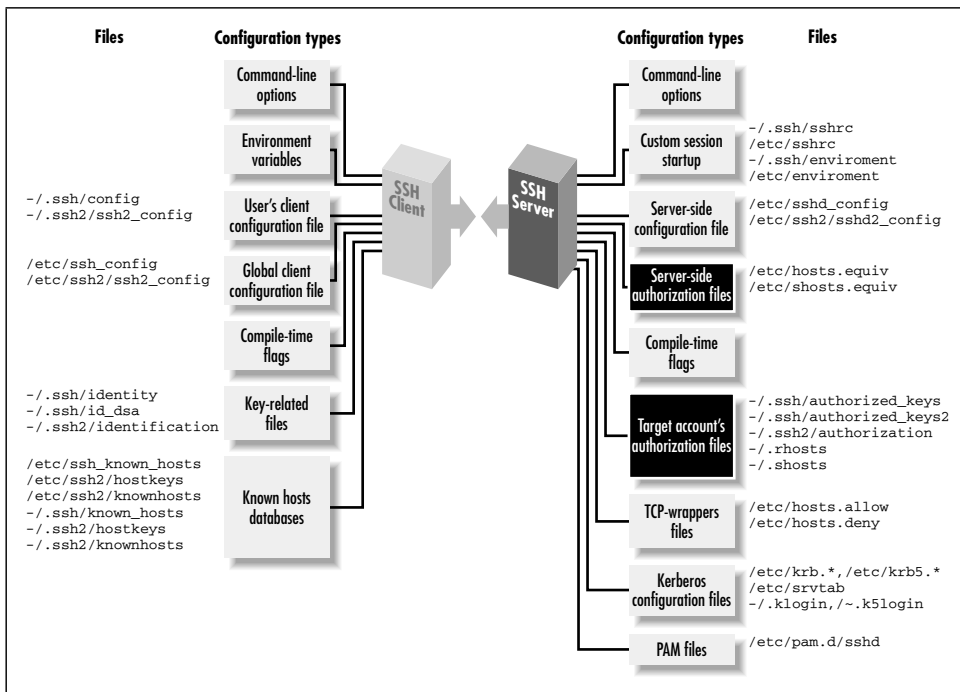 Files
Configuration types
Command-line
options
Environment
variables
-/.ssh/config
-/.ssh2/ssh2_config
User's client
configuration file
/etc/ssh_config
/etc/ssh2/ssh2_config
Global client
configuration file
Compile-time
flags
-/.ssh/identity
-/.ssh/id_dsa
-/.ssh2/identification
Key-related
files
/etc/ssh_known_hosts
/etc/ssh2/hostkeys
/etc/ssh2/knownhosts
-/.ssh/known_hosts
-/.ssh2/hostkeys
-/.ssh2/knownhosts
Known hosts
databases
SSH
Client
SSH
Server
Configuration types
Files
Command-line
options
Custom session
startup
-/.ssh/sshrc
/etc/sshrc
-/.ssh/enviroment
/etc/enviroment
Server-side
configuration file
/etc/sshd_config
/etc/ssh2/sshd2_config
Server-side
authorization files
/etc/hosts.equiv
/etc/shosts.equiv
Compile-time
flags
Target account's
authorization files
-/.ssh/authorized_keys
-/.ssh/authorized_keys2
-/.ssh2/authorization
-/.rhosts
-/.shosts
TCP-wrappers
files
/etc/hosts.allow
/etc/hosts.deny
Kerberos
configuration files
/etc/krb.*,/etc/krb5.*
/etc/srvtab
-/.klogin,/~.k5login
PAM files
/etc/pam.d/sshd